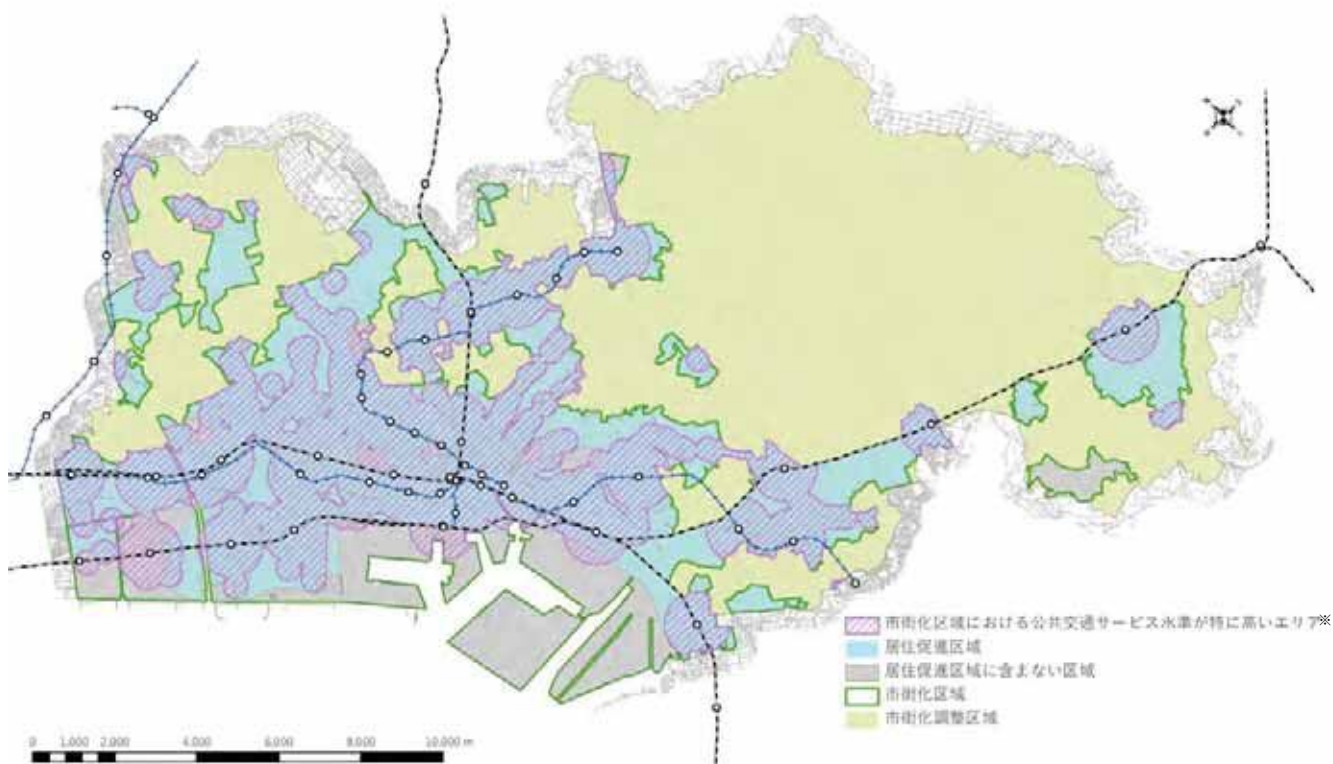 市街化区域における公共交通サービス水準が特に高いエリア※
居住促進区域
居住促進区域に含まない区域
市街化区域
市街化調整区域
0 1,000 2,000 4,000 6,000 8,000 10,000 m